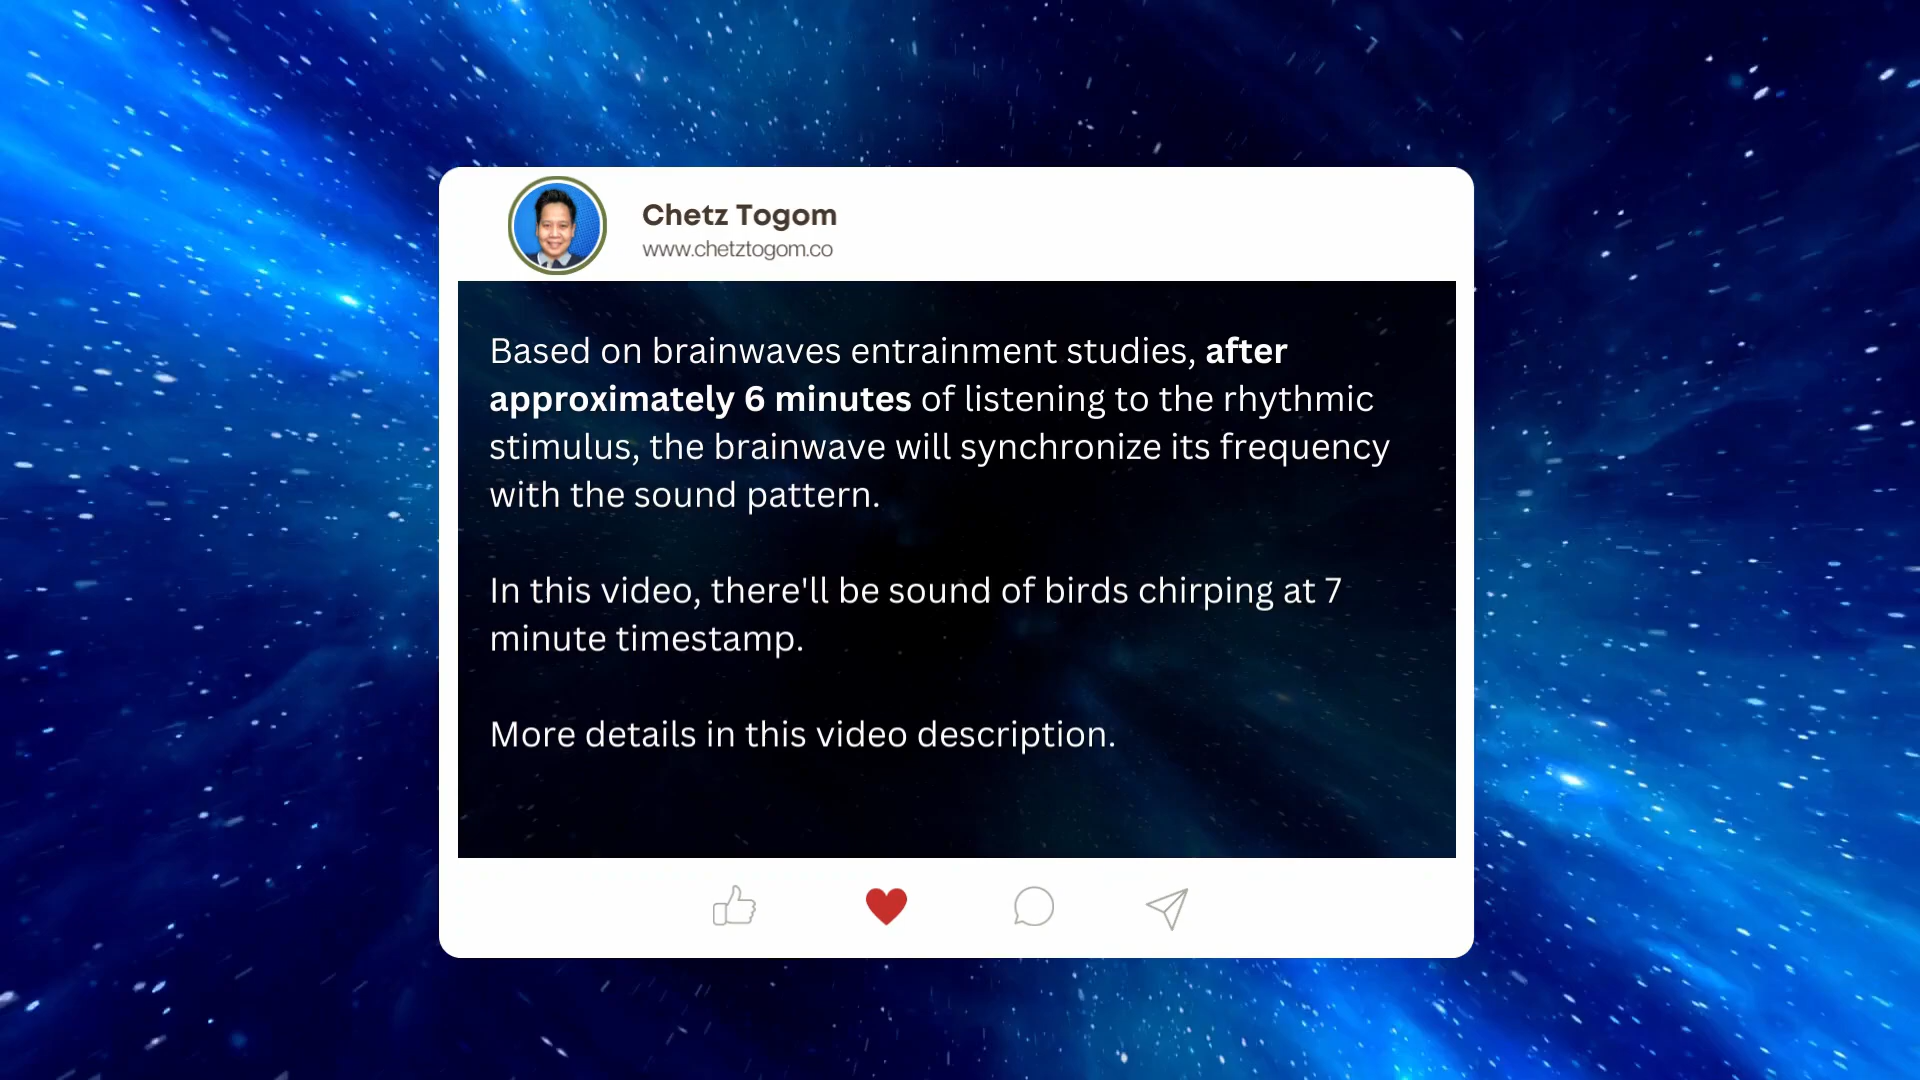 Chetz Togom
www.chetztogom.co
Based on brainwaves entrainment studies, after
approximately 6 minutes of listening to the rhythmic
stimulus, the brainwave will synchronize its frequency
with the sound pattern.
In this video, there'll be sound of birds chirping at 7
minute timestamp.
More details in this video description.